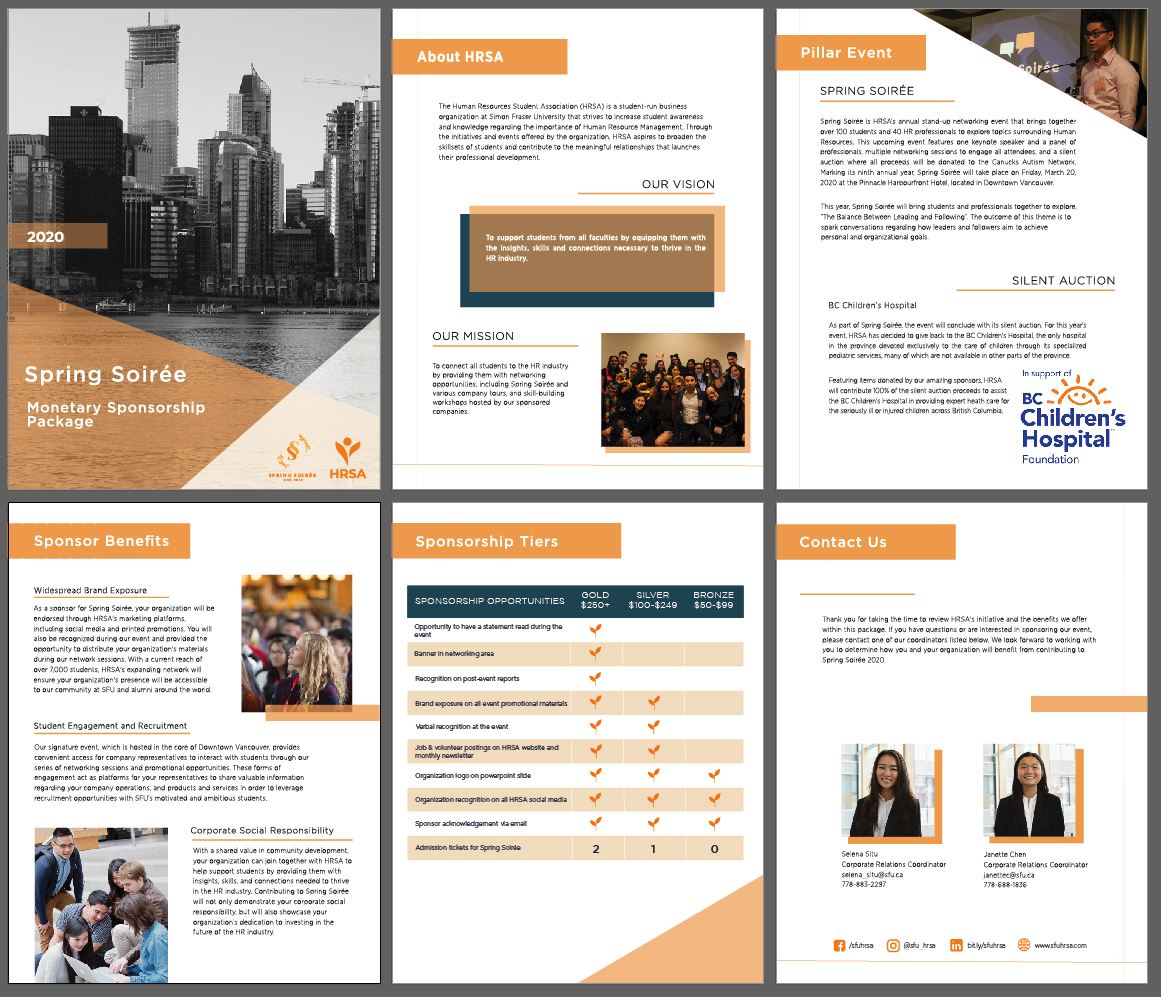 2020
Spring Soirée
Monetary Sponsorship
Package
SPRING SOIRÉE
HRSA
About HRSA
The Human Resources Student Association (HRSA) is a student-run business
organization at Simon Fraser University that strives to increase student awareness
and knowledge regarding the importance of Human Resource Management. Through
the initiatives and events offered by the organization, HRSA aspires to broaden the
skillsets of students and contribute to the meaningful relationships that launches
their professional development.
OUR VISION
To support students from all faculties by equipping them with
the insights, skills and connections necessary to thrive in the
HR industry.
OUR MISSION
To connect all students to the HR industry
by providing them with networking
opportunities, including Spring Soirée and
various company tours, and skill-building
workshops hosted by our sponsored
companies.
Pillar Event
Soirée
SPRING SOIRÉE
Spring Soirée is HRSA's annual stand-up networking event that brings together
over 100 students and 40 HR professionals to explore topics surrounding Human
Resources. This upcoming event features one keynote speaker and a panel of
professionals, multiple networking sessions to engage all attendees, and a silent
auction where all proceeds will be donated to the Canucks Autism Network.
Marking its ninth annual year, Spring Soirée will take place on Friday, March 20,
2020 at the Pinnacle Harbourfront Hotel, located in Downtown Vancouver.
This year, Spring Soirée will bring students and professionals together to explore,
"The Balance Between Leading and Following". The outcome of this theme is to
spark conversations regarding how leaders and followers aim to achieve
personal and organizational goals.
SILENT AUCTION
BC Children's Hospital
As part of Spring Soirée, the event will conclude with its silent auction. For this year's
event, HRSA has decided to give back to the BC Children's Hospital, the only hospital
in the province devoted exclusively to the care of children through its specialized
pediatric services, many of which are not available in other parts of the province.
Featuring items donated by our amazing sponsors, HRSA
will contribute 100% of the silent auction proceeds to assist
the BC Children's Hospital in providing expert heath care for
the seriously ill or injured children across British Columbia.
In support of
BC
Children's
Hospital
Foundation
Sponsor Benefits
Widespread Brand Exposure
As a sponsor for Spring Soirée, your organization will be
endorsed through HRSA's marketing platforms,
including social media and printed promotions. You will
also be recognized during our event and provided the
opportunity to distribute your organization's materials
during our network sessions. With a current reach of
over 7,000 students, HRSA's expanding network will
ensure your organization's presence will be accessible
to our community at SFU and alumni around the world.
Student Engagement and Recruitment
Our signature event, which is hosted in the core of Downtown Vancouver, provides
convenient access for company representatives to interact with students through our
series of networking sessions and promotional opportunities. These forms of
engagement act as platforms for your representatives to share valuable information
regarding your company operations, and products and services in order to leverage
recruitment opportunities with SFU's motivated and ambitious students.
Corporate Social Responsibility
With a shared value in community development,
your organization can join together with HRSA to
help support students by providing them with
insights, skills, and connections needed to thrive
in the HR industry. Contributing to Spring Soirée
will not only demonstrate your corporate social
responsibility, but will also showcase your
organization's dedication to investing in the
future of the HR industry.
Sponsorship Tiers
SPONSORSHIP OPPORTUNITIES GOLD $250+ SILVER $100-$249 BRONZE $50-$99
Opportunity to have a statement read during the
event
Banner in networking area
Recognition on post-event reports
Brand exposure on all event promotional materials
Verbal recognition at the event
Job & volunteer postings on HRSA website and
monthly newsletter
Organization logo on powerpoint slide
Organization recognition on all HRSA social media
Sponsor acknowledgement via email
Admission tickets for Spring Soirée 2 1 0
Contact Us
Thank you for taking the time to review HRSA's initiative and the benefits we offer
within this package. If you have questions or are interested in sponsoring our event,
please contact one of our coordinators listed below. We look forward to working with
you to determine how you and your organization will benefit from contributing to
Spring Soirée 2020.
Selena Situ
Corporate Relations Coordinator
selena_situ@sfu.ca
778-883-2297
Janette Chen
Corporate Relations Coordinator
janettec@sfu.ca
778-688-1836
/sfuhrsa @sfu_hrsa bit.ly/sfuhrsa www.sfuhrsa.com